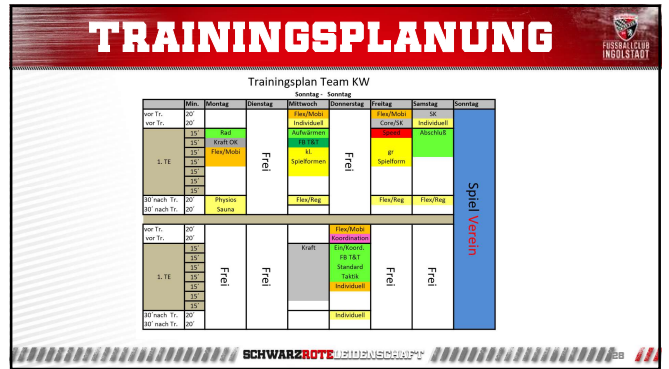 TRAININGSPLANUNG
FUSSBALLCLUB
INGOLSTADT
Trainingsplan Team KW
Sonntag - Sonntag
Min. Montag Dienstag Mittwoch Donnerstag Freitag Samstag Sonntag
vor Tr. 20' Flex/Mobi Flex/Mobi SK
vor Tr. 20' Individuell Core/SK Individuell
15' Rad Aufwärmen Speed Abschluß
15' Kraft OK FB T&T
15' Flex/Mobi kl. gr
1. TE 15' Frei Spielformen Frei Spielform
15'
15'
30'nach Tr. 20' Physios Flex/Reg Flex/Reg Flex/Reg
30'nach Tr. 20' Sauna
Spiel Verein
vor Tr. 20' Flex/Mobi
vor Tr. 20' Koordination
15' Kraft Ein/Koord.
15' FB T&T
15' Standard
1. TE 15' Frei Frei Taktik Frei Frei
15' Individuell
15'
30'nach Tr. 20' Individuell
30'nach Tr. 20'
SCHWARZROTELEIDENSCHAFT
28